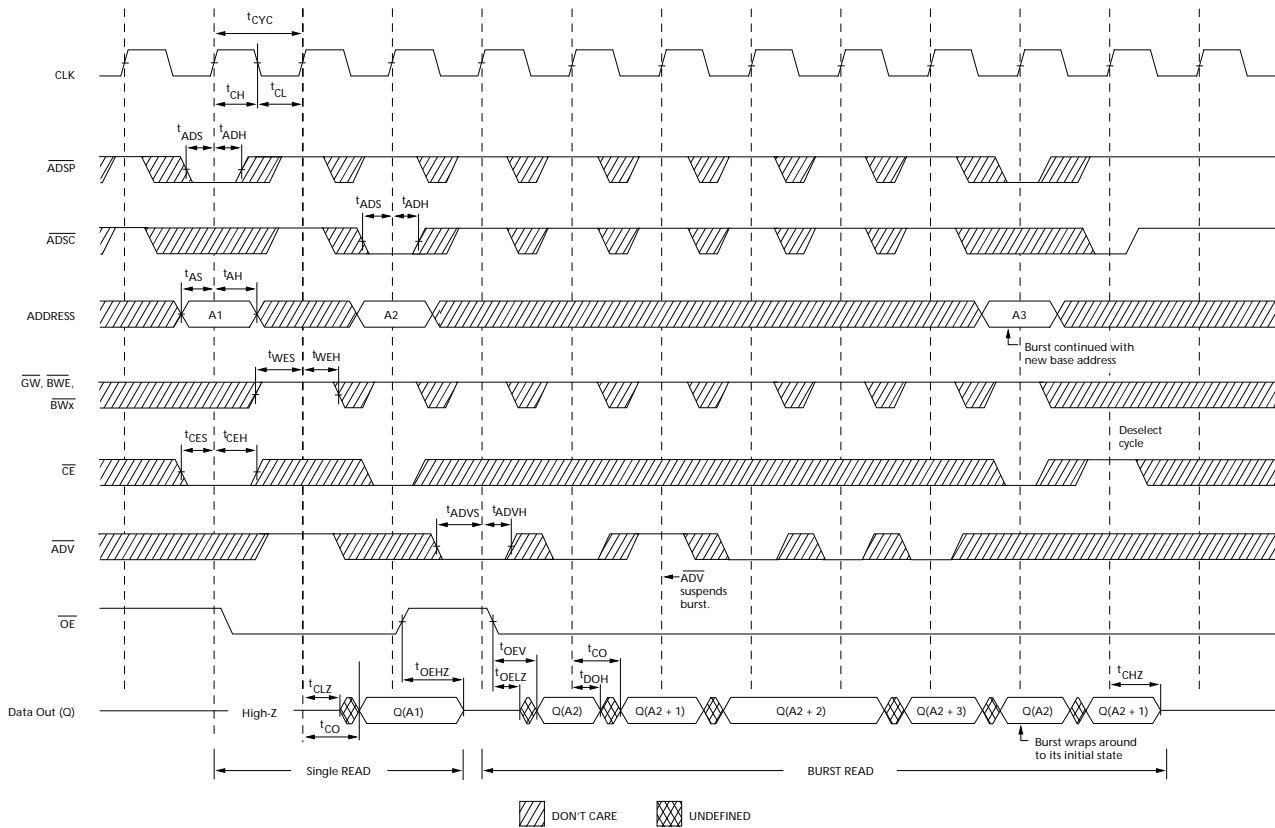 tCYC
CLK
tCH
tCL
tADS
tADH
ADSP
tADS
tADH
ADSC
tAS
tAH
ADDRESS
A1
A2
A3
Burst continued with
new base address
tWES
tWEH
GW, BWE,
BWx
Deselect
cycle
tCES
tCEH
CE
tADVS
tADVH
ADV
ADV
suspends
burst.
OE
tOEHZ
tOEV
tOELZ
tCO
tDOH
tCLZ
tCHZ
Data Out (Q)
High-Z
Q(A1)
Q(A2)
Q(A2 + 1)
Q(A2 + 2)
Q(A2 + 3)
Q(A2)
Q(A2 + 1)
tCO
Burst wraps around
to its initial state
Single READ
BURST READ
DON'T CARE
UNDEFINED